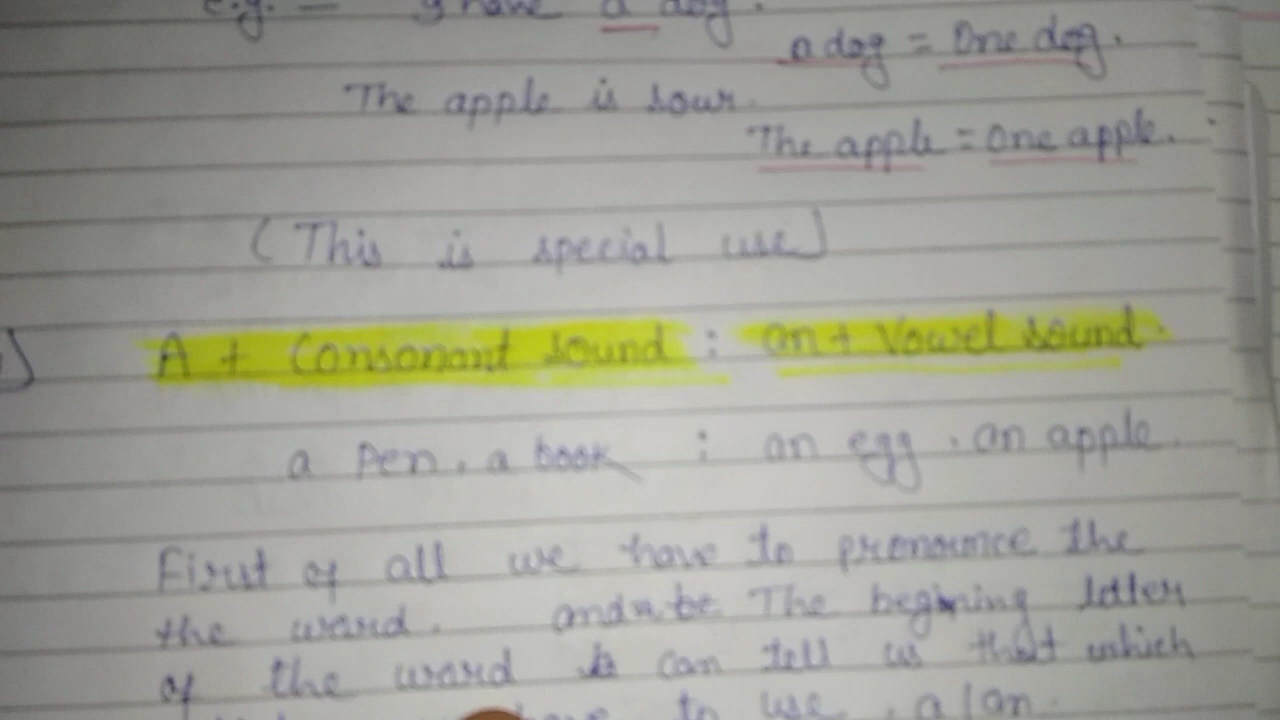 e.g. — I have a dog.
a dog = One dog.
The apple is sour.
The apple = one apple.
(This is special use)
A + Consonant sound : an + Vowel sound.
a pen, a book : an egg, an apple.
First of all we have to pronounce the
the word. The begining letter
of the word can tell us that which
to use a/an.